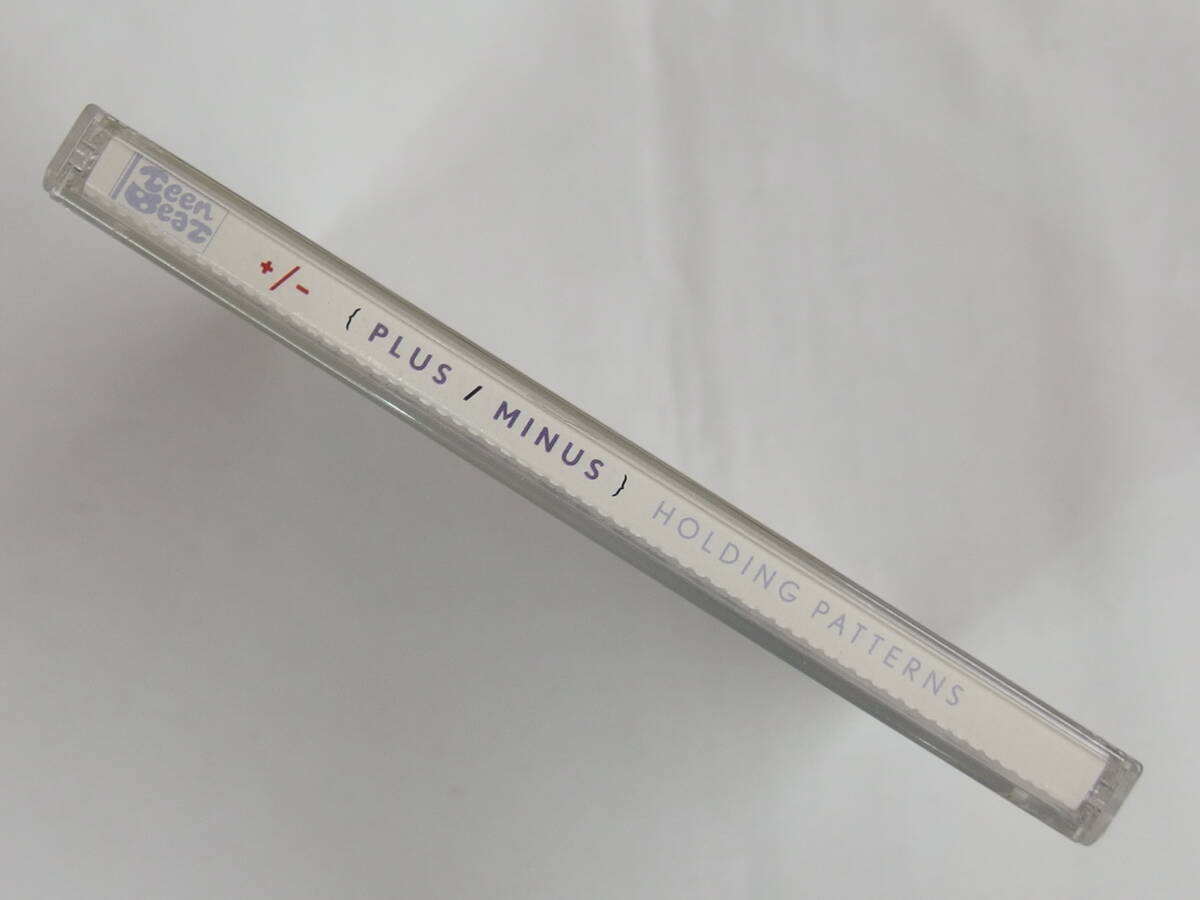 Teen
Beat
+/- { PLUS / MINUS } HOLDING PATTERNS